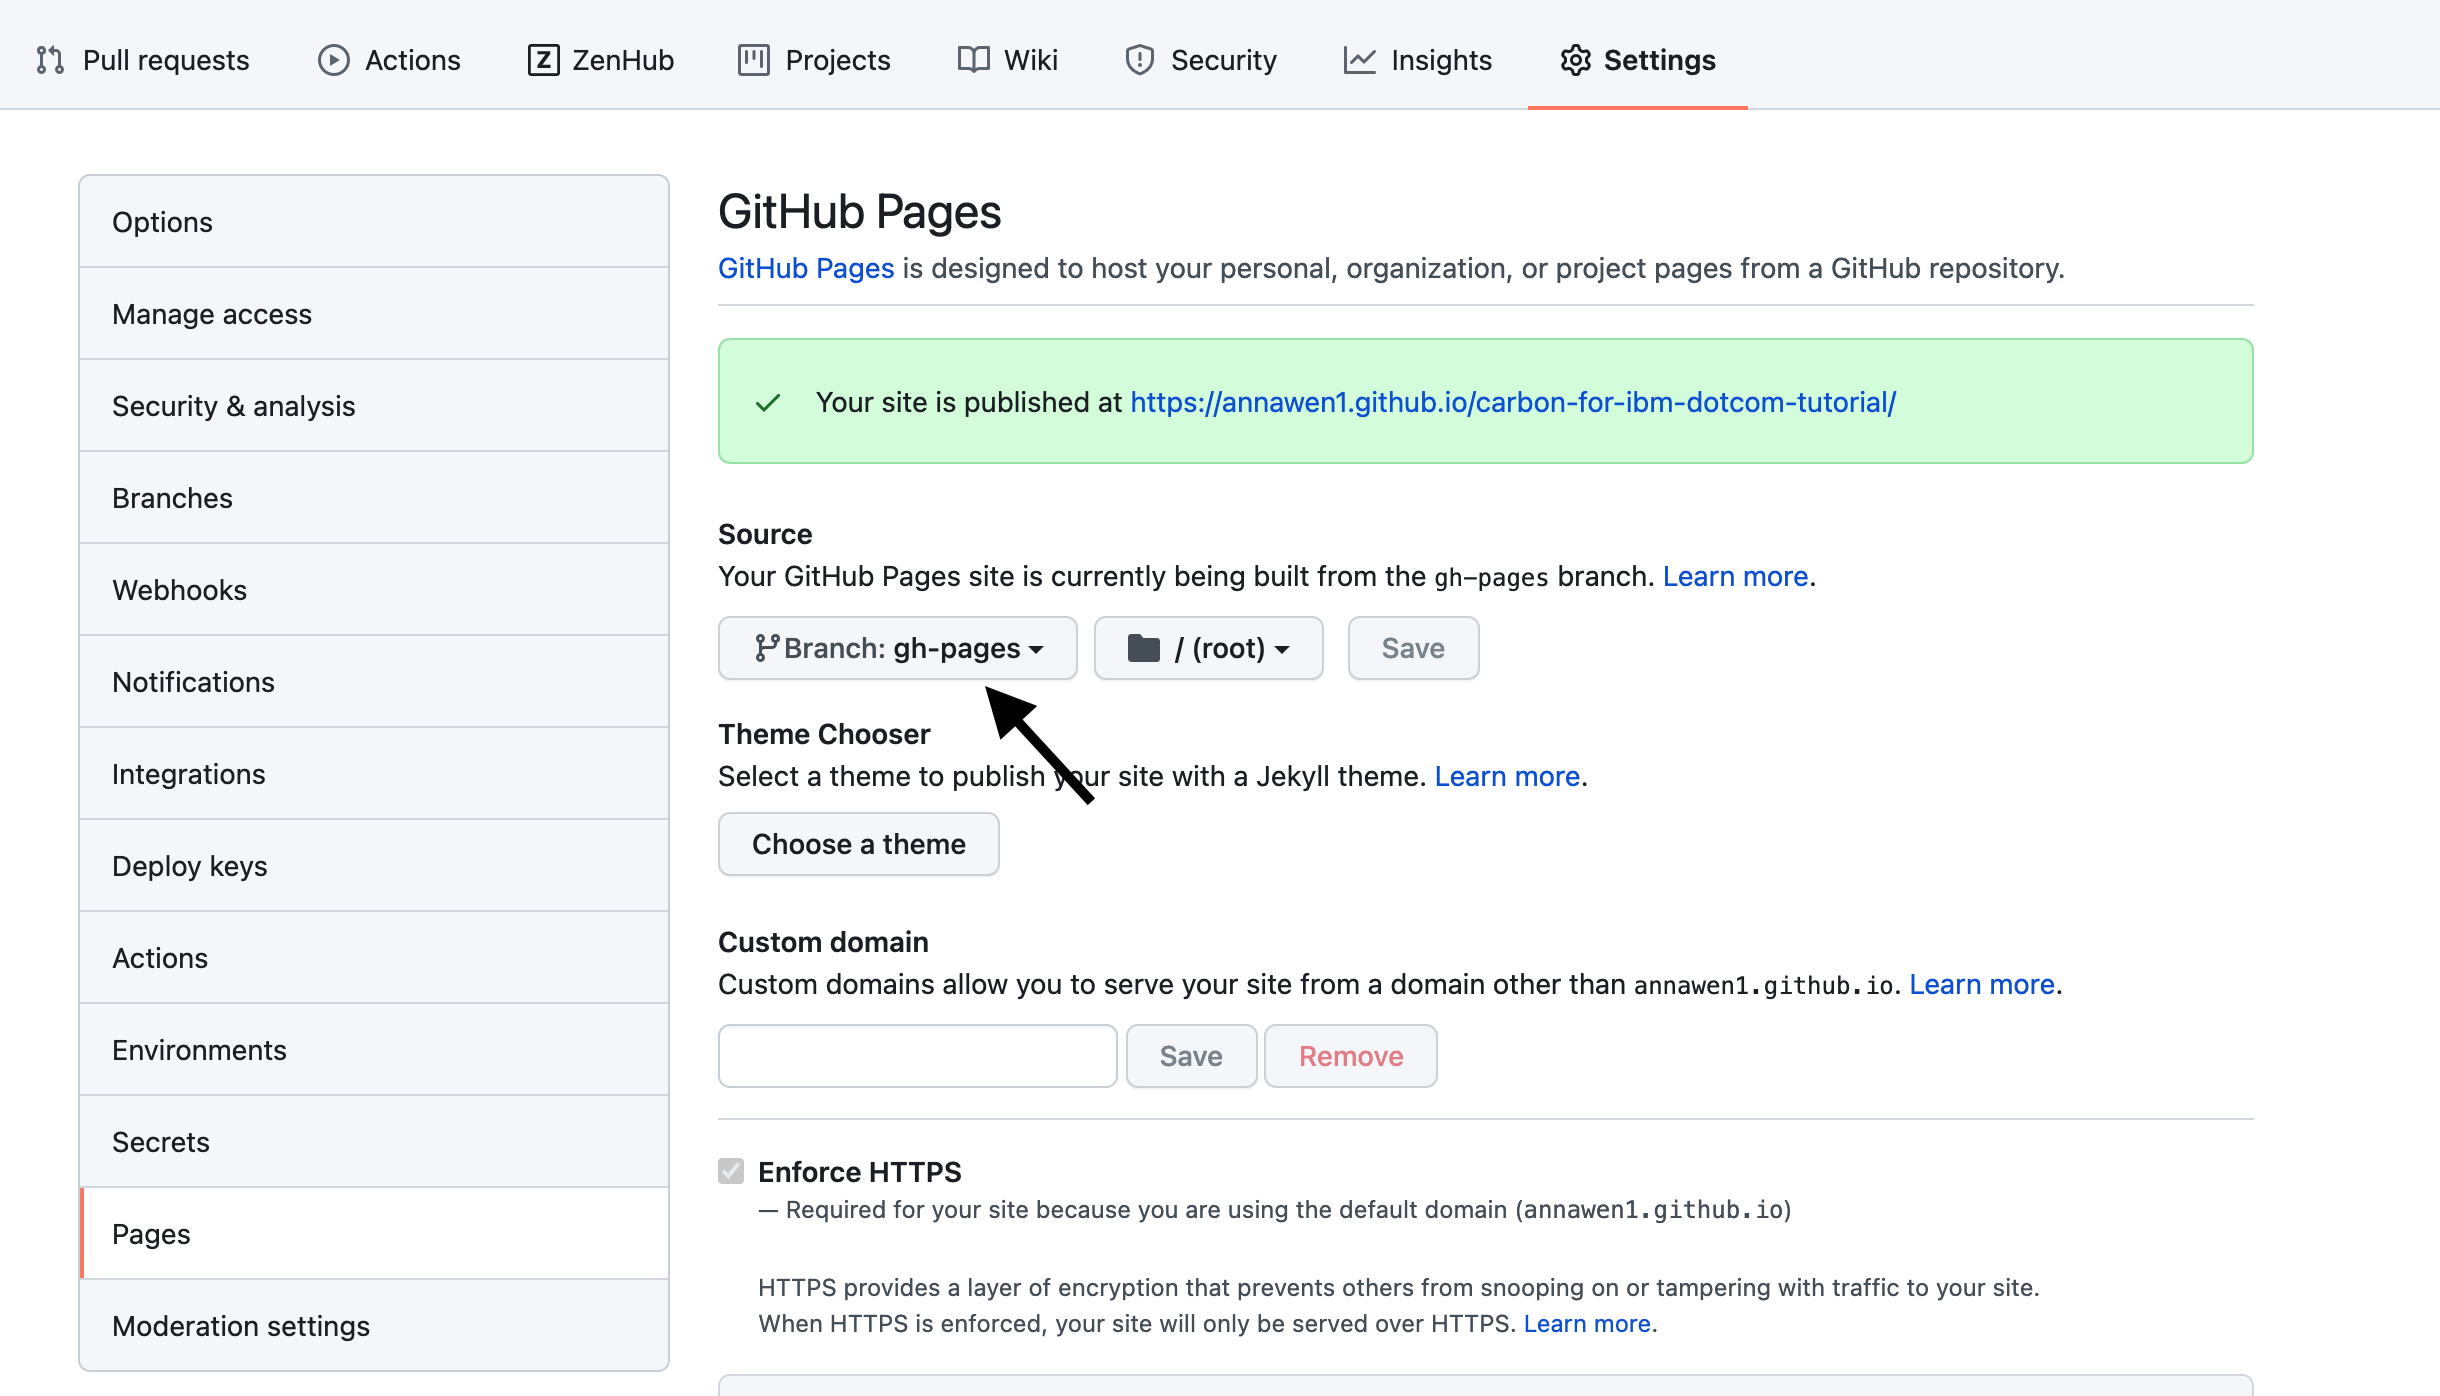 Pull requests
Actions
ZenHub
Projects
Wiki
Security
Insights
Settings
Options
Manage access
Security & analysis
Branches
Webhooks
Notifications
Integrations
Deploy keys
Actions
Environments
Secrets
Pages
Moderation settings
GitHub Pages
GitHub Pages is designed to host your personal, organization, or project pages from a GitHub repository.
Your site is published at https://annawen1.github.io/carbon-for-ibm-dotcom-tutorial/
Source
Your GitHub Pages site is currently being built from the gh-pages branch. Learn more.
Branch: gh-pages
/ (root)
Save
Theme Chooser
Select a theme to publish your site with a Jekyll theme. Learn more.
Choose a theme
Custom domain
Custom domains allow you to serve your site from a domain other than annawen1.github.io. Learn more.
Save
Remove
Enforce HTTPS
— Required for your site because you are using the default domain (annawen1.github.io)
HTTPS provides a layer of encryption that prevents others from snooping on or tampering with traffic to your site.
When HTTPS is enforced, your site will only be served over HTTPS. Learn more.